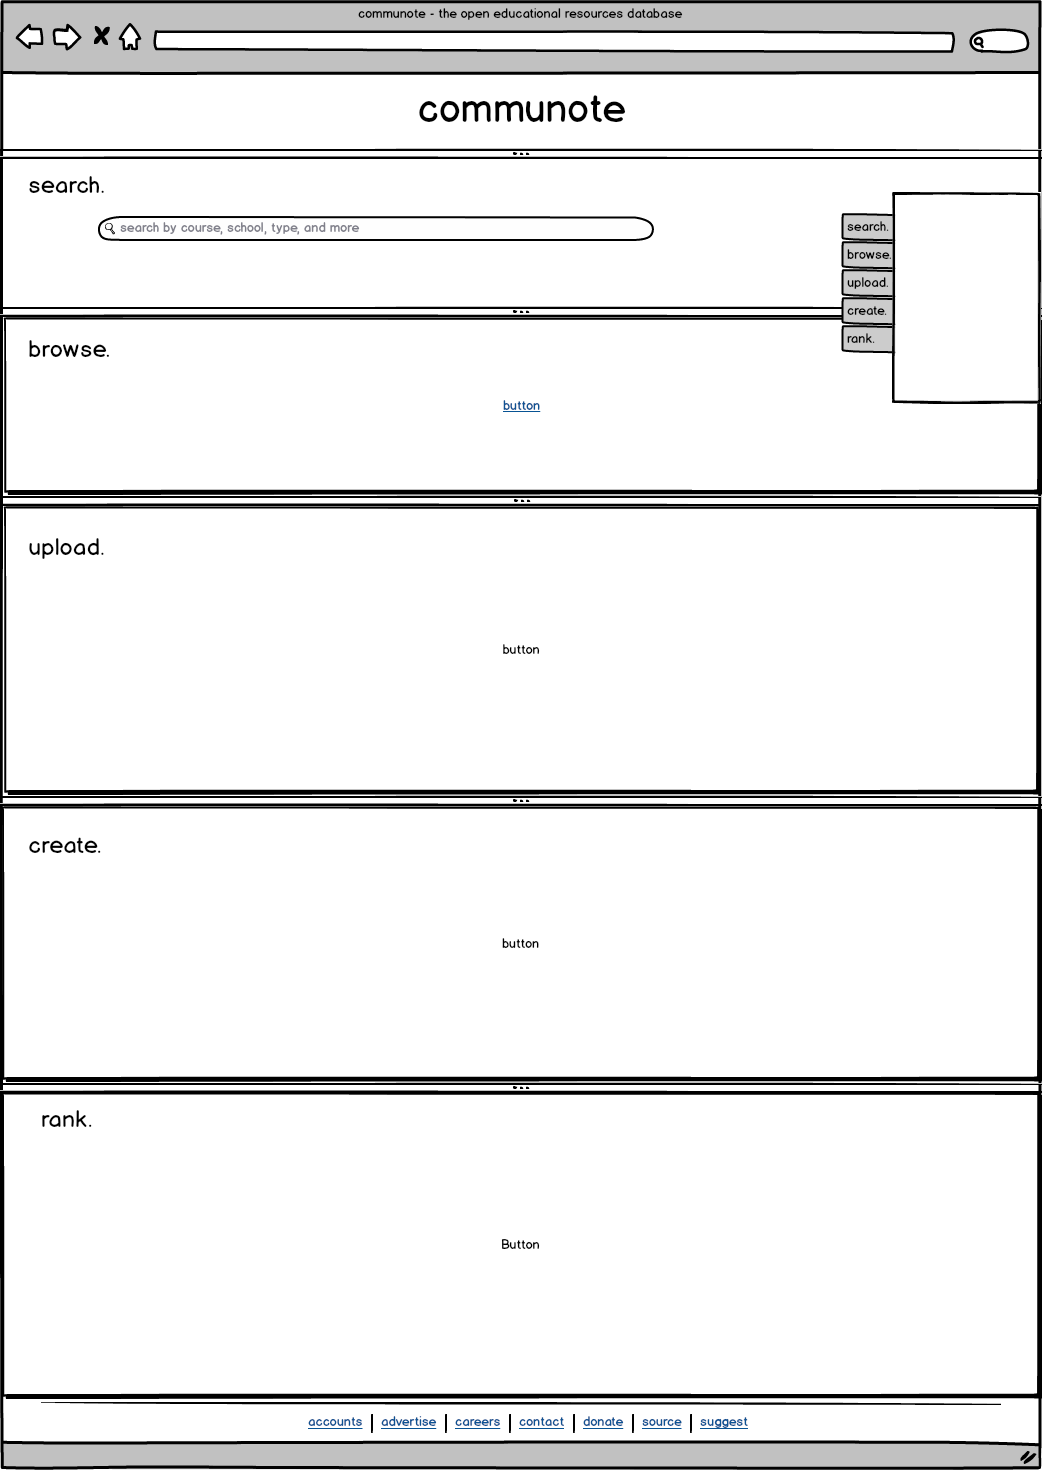 communote - the open educational resources database
communote
search.
search by course, school, type, and more
search.
browse.
upload.
create.
rank.
browse.
button
upload.
button
create.
button
rank.
Button
accounts | advertise | careers | contact | donate | source | suggest